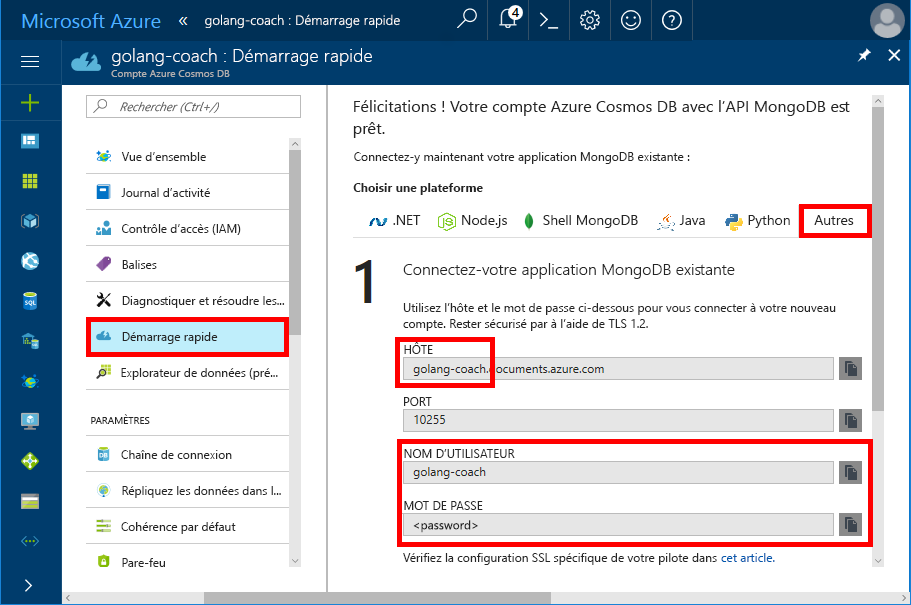 Microsoft Azure « golang-coach : Démarrage rapide 4
golang-coach : Démarrage rapide
Compte Azure Cosmos DB
Rechercher (Ctrl+/)
Vue d'ensemble
Journal d'activité
Contrôle d'accès (IAM)
Balises
Diagnostiquer et résoudre les...
Démarrage rapide
Explorateur de données (pré...
PARAMÈTRES
Chaîne de connexion
Répliquez les données dans l...
Cohérence par défaut
Pare-feu
Félicitations ! Votre compte Azure Cosmos DB avec l'API MongoDB est
prêt.
Connectez-y maintenant votre application MongoDB existante :
Choisir une plateforme
.NET Node.js Shell MongoDB Java Python Autres
1 Connectez-votre application MongoDB existante
Utilisez l'hôte et le mot de passe ci-dessous pour vous connecter à votre nouveau
compte. Rester sécurisé par à l'aide de TLS 1.2.
HÔTE
golang-coach.documents.azure.com
PORT
10255
NOM D'UTILISATEUR
golang-coach
MOT DE PASSE
<password>
Vérifiez la configuration SSL spécifique de votre pilote dans cet article.